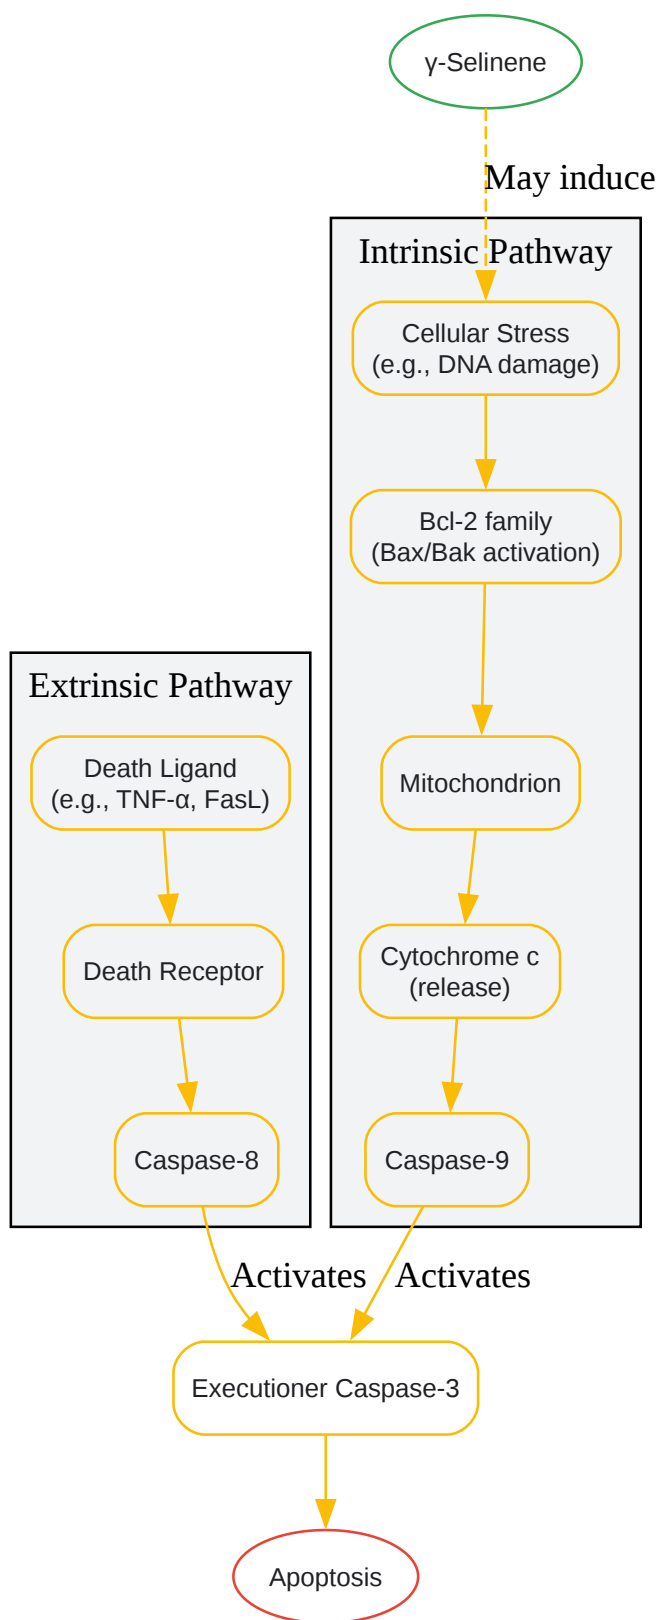 γ-Selinene
May induce
Intrinsic Pathway
Cellular Stress
(e.g., DNA damage)
Bcl-2 family
(Bax/Bak activation)
Mitochondrion
Cytochrome c
(release)
Caspase-9
Extrinsic Pathway
Death Ligand
(e.g., TNF-α, FasL)
Death Receptor
Caspase-8
Activates
Activates
Executioner Caspase-3
Apoptosis